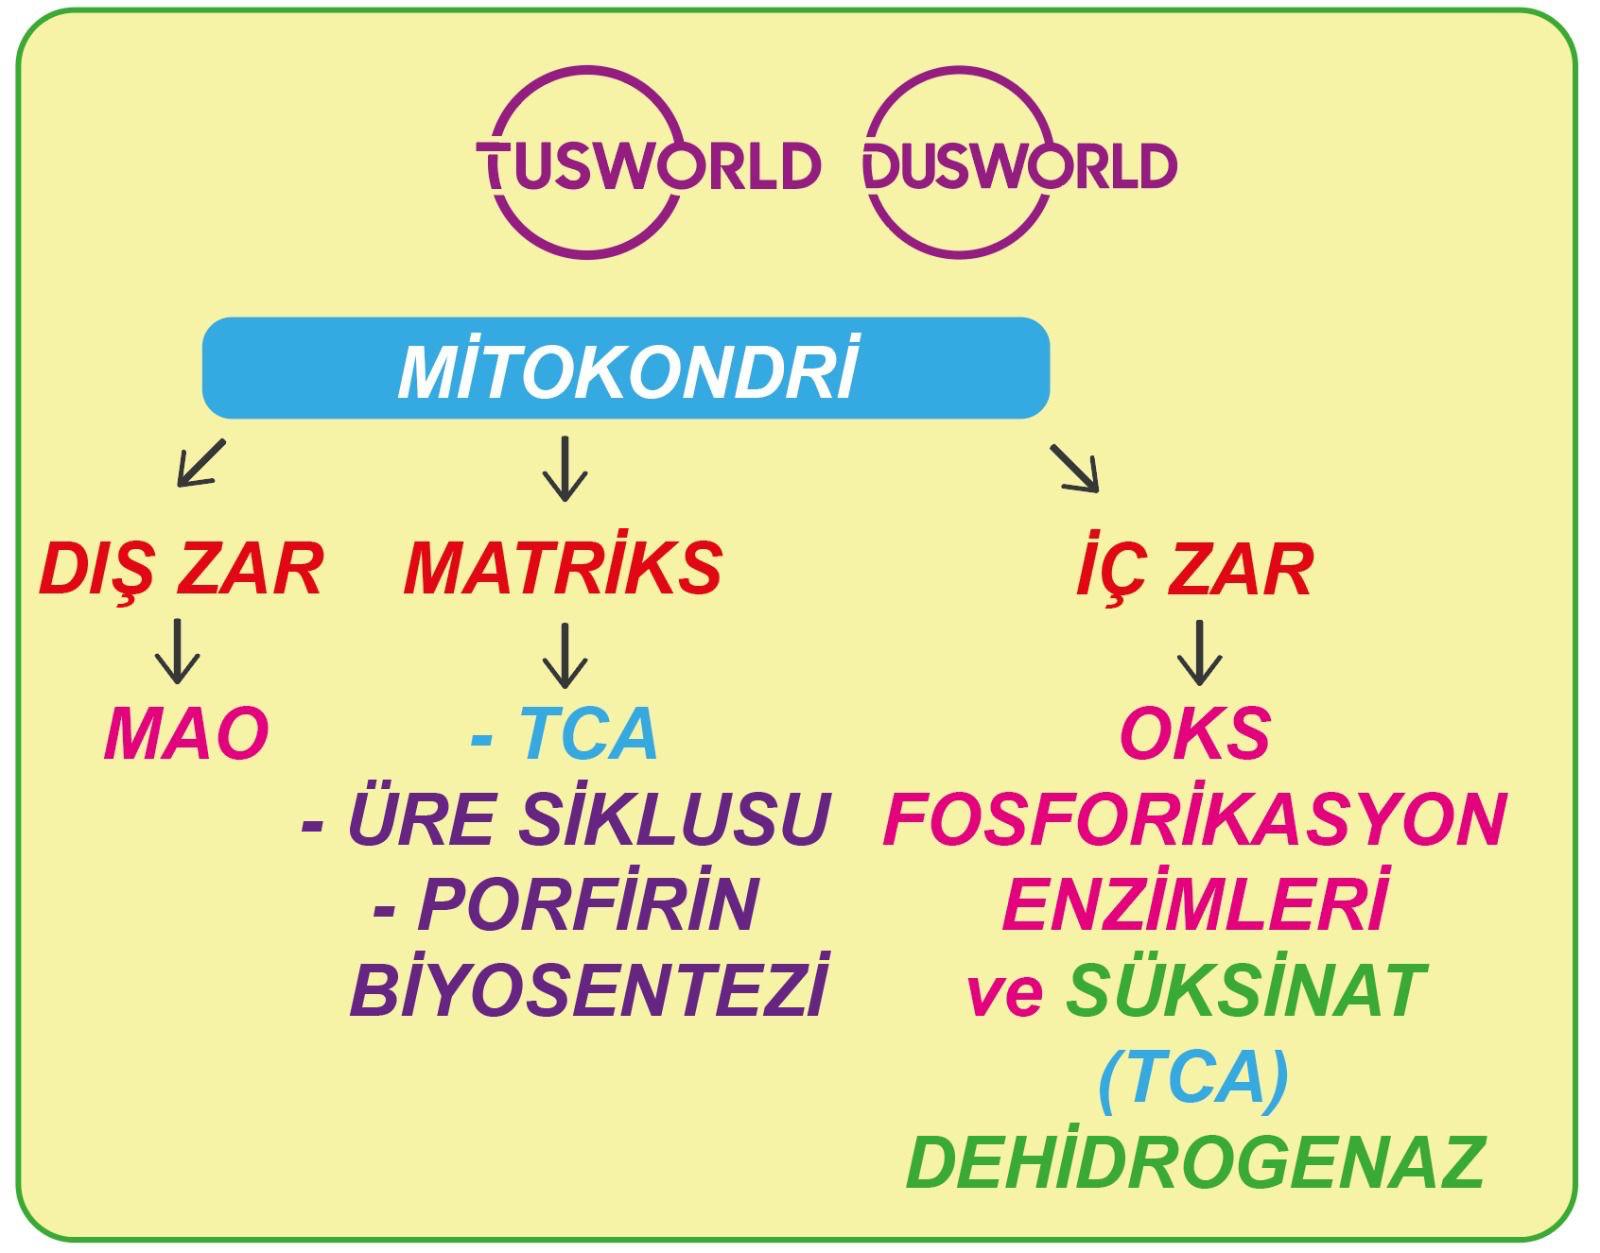 TUSWORLD DUSWORLD
MİTOKONDRİ
DIŞ ZAR
MAO
MATRİKS
- TCA
- ÜRE SİKLUSU
- PORFİRİN
BİYOSENTEZİ
İÇ ZAR
OKS
FOSFORİKASYON
ENZİMLERİ
ve SÜKSİNAT
(TCA)
DEHİDROGENAZ